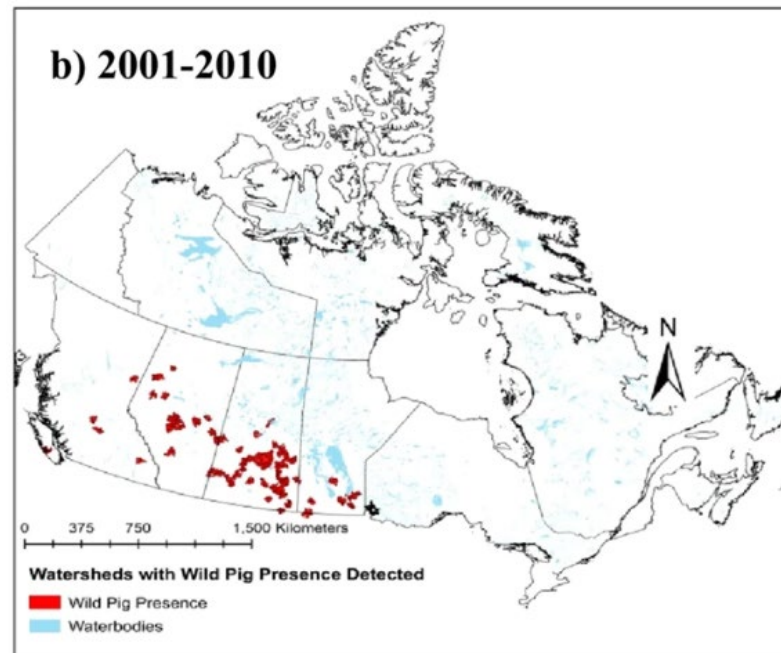 b) 2001-2010
N
0 375 750 1,500 Kilometers
Watersheds with Wild Pig Presence Detected
Wild Pig Presence
Waterbodies